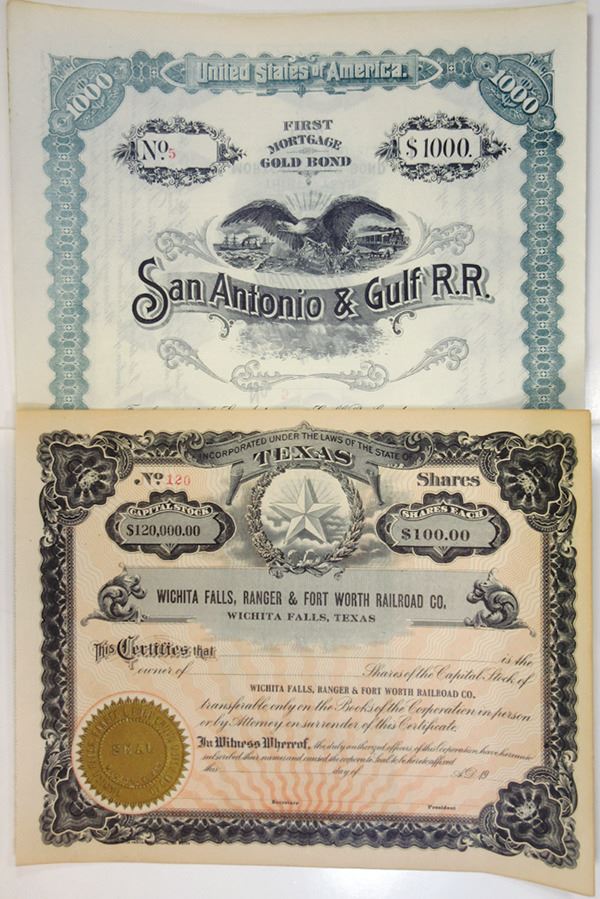 United States of America.
1000
1000
FIRST
MORTGAGE
GOLD BOND
No. 5
$1000.
San Antonio & Gulf R.R.
INCORPORATED UNDER THE LAWS OF THE STATE OF
TEXAS
No. 120
Shares
CAPITAL STOCK
$120,000.00
SHARES EACH
$100.00
WICHITA FALLS, RANGER & FORT WORTH RAILROAD CO.
WICHITA FALLS, TEXAS
This Certifies that
is the
owner of
Shares of the Capital Stock of
WICHITA FALLS, RANGER & FORT WORTH RAILROAD CO.
transferable only on the Books of the Corporation in person
or by Attorney on surrender of this Certificate.
In Witness Whereof, the duly authorized officers of this Corporation have hereunto
subscribed their names and caused the corporate Seal to be hereto affixed
this
day of
A.D. 19
SEAL
Secretary
President